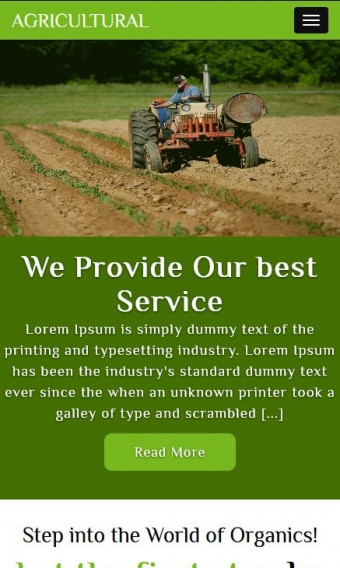 AGRICULTURAL
We Provide Our best
Service
Lorem Ipsum is simply dummy text of the
printing and typesetting industry. Lorem Ipsum
has been the industry's standard dummy text
ever since the when an unknown printer took a
galley of type and scrambled [...]
Read More
Step into the World of Organics!